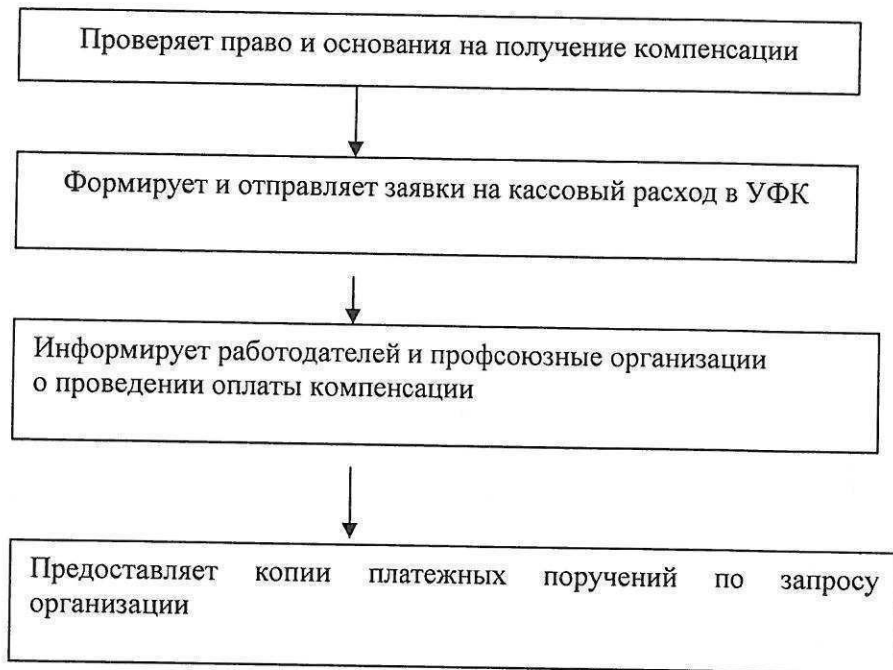 Проверяет право и основания на получение компенсации
Формирует и отправляет заявки на кассовый расход в УФК
Информирует работодателей и профсоюзные организации
о проведении оплаты компенсации
Предоставляет копии платежных поручений по запросу
организации